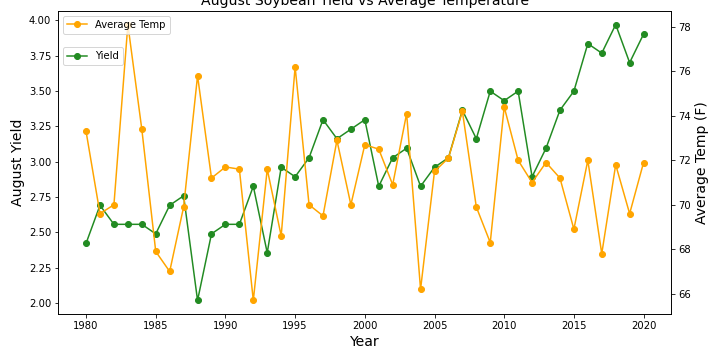 August Soybean Yield vs Average Temperature
Average Temp
Yield
August Yield
4.00
3.75
3.50
3.25
3.00
2.75
2.50
2.25
2.00
78
76
74
72
70
68
66
Average Temp (F)
1980 1985 1990 1995 2000 2005 2010 2015 2020
Year